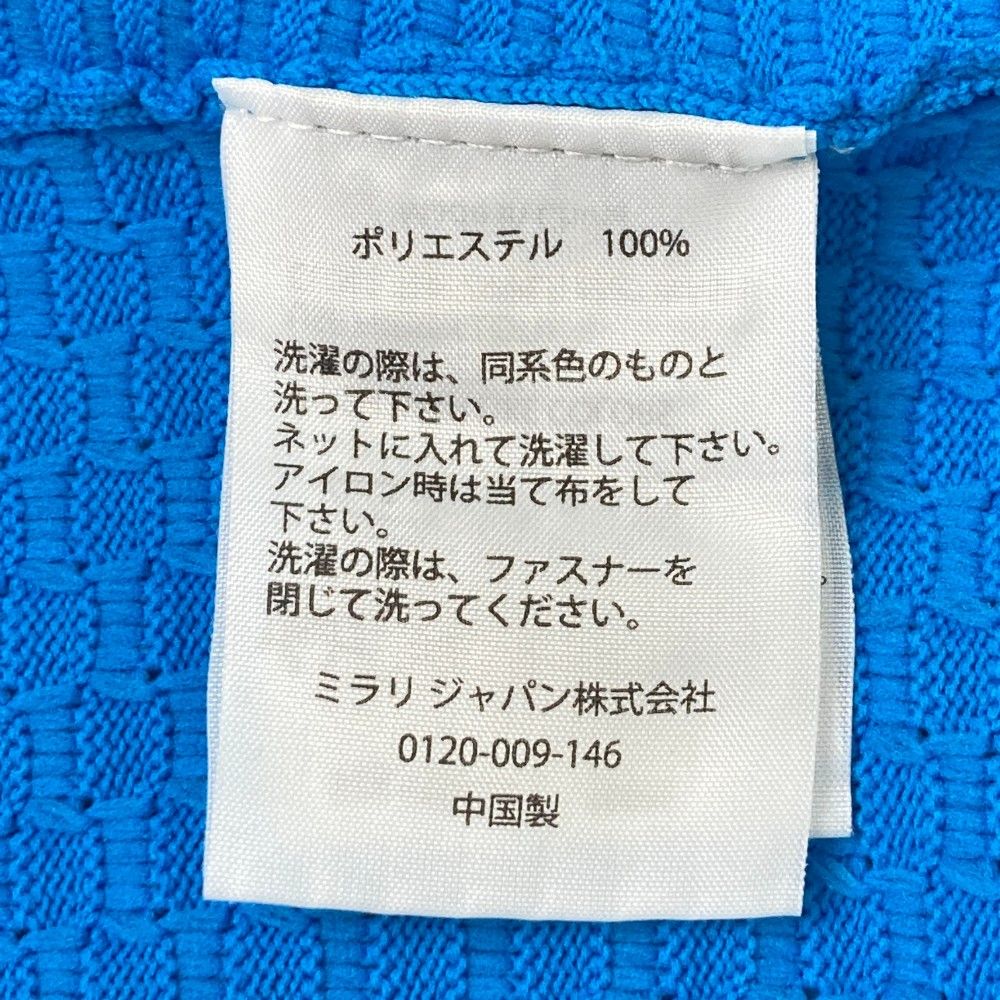 ポリエステル　100%
洗濯の際は、同系色のものと
洗って下さい。
ネットに入れて洗濯して下さい。
アイロン時は当て布をして
下さい。
洗濯の際は、ファスナーを
閉じて洗ってください。
ミラリ ジャパン株式会社
0120-009-146
中国製